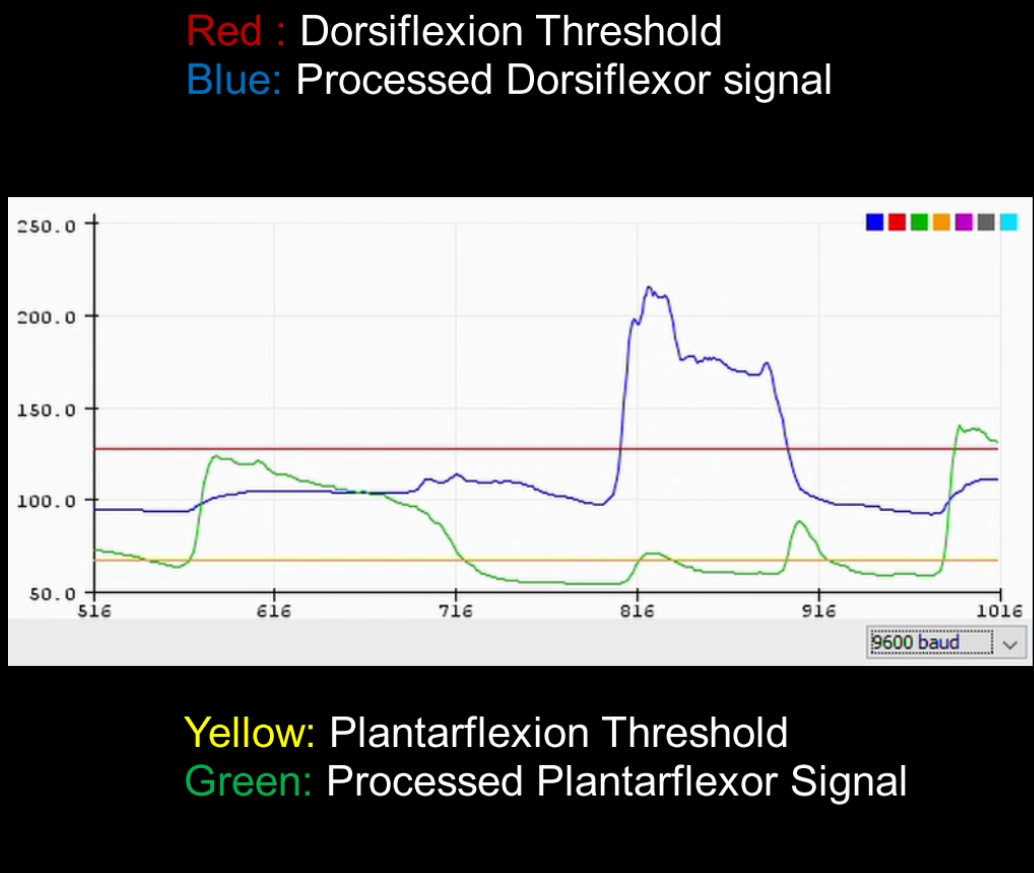 Red : Dorsiflexion Threshold
Blue: Processed Dorsiflexor signal
250.0
200.0
150.0
100.0
50.0
516 616 716 816 916 1016
9600 baud
Yellow: Plantarflexion Threshold
Green: Processed Plantarflexor Signal